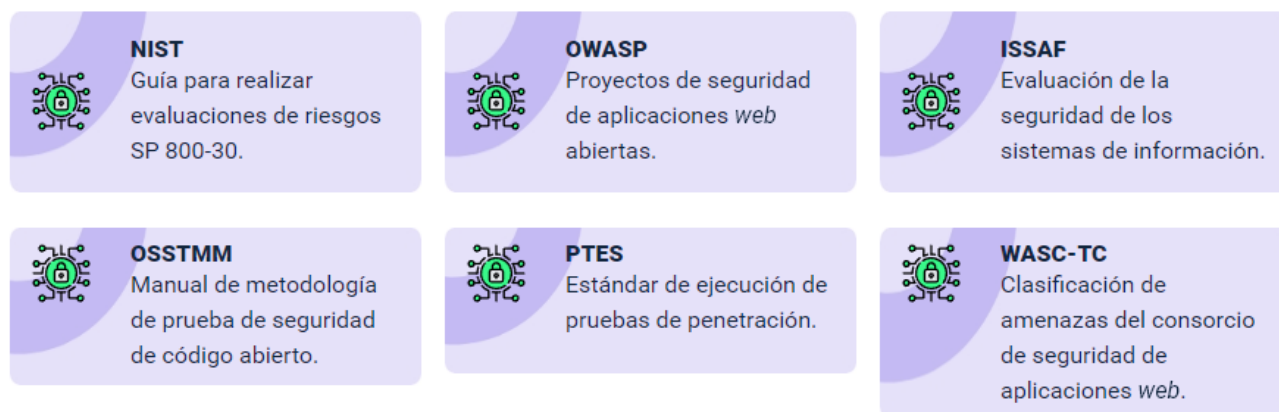 NIST
Guía para realizar
evaluaciones de riesgos
SP 800-30.
OWASP
Proyectos de seguridad
de aplicaciones web
abiertas.
ISSAF
Evaluación de la
seguridad de los
sistemas de información.
OSSTMM
Manual de metodología
de prueba de seguridad
de código abierto.
PTES
Estándar de ejecución de
pruebas de penetración.
WASC-TC
Clasificación de
amenazas del consorcio
de seguridad de
aplicaciones web.